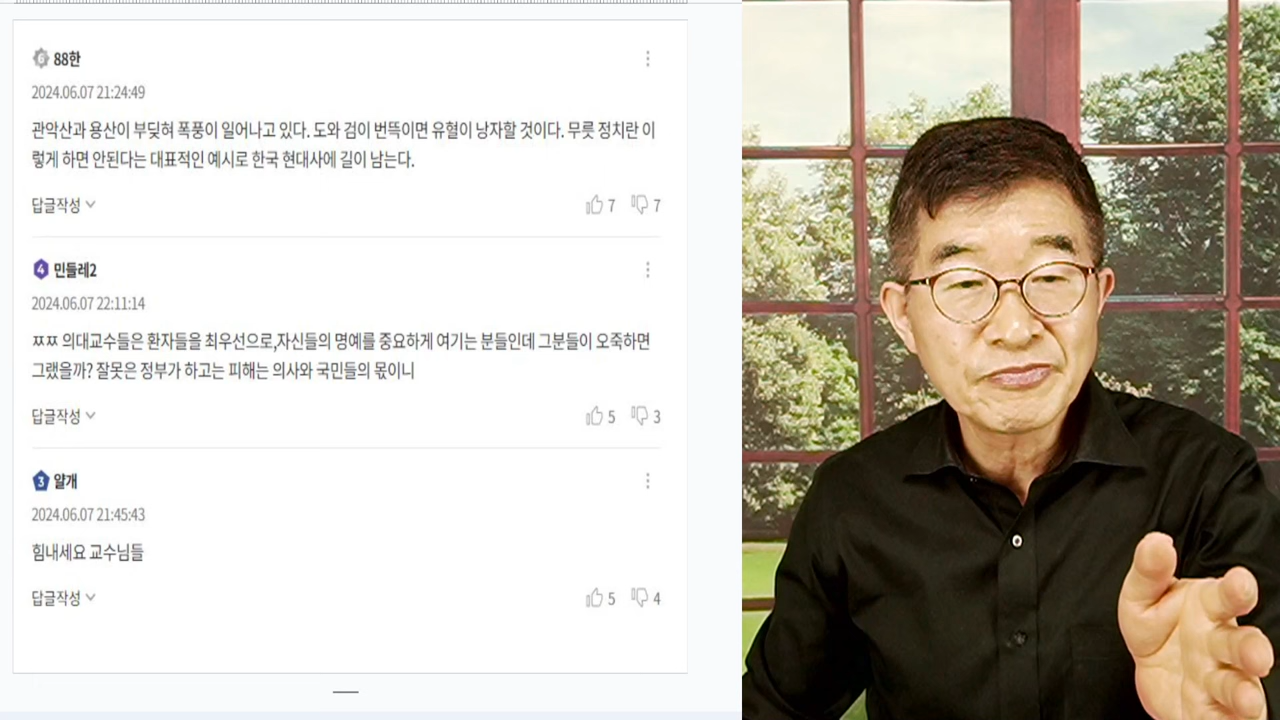 6 88한
2024.06.07 21:24:49
관악산과 용산이 부딪혀 폭풍이 일어나고 있다. 도와 검이 번뜩이면 유혈이 낭자할 것이다. 무릇 정치란 이
렇게 하면 안된다는 대표적인 예시로 한국 현대사에 길이 남는다.
답글작성 7 7
4 민들레2
2024.06.07 22:11:14
ㅉㅉ 의대교수들은 환자들을 최우선으로,자신들의 명예를 중요하게 여기는 분들인데 그분들이 오죽하면
그랬을까? 잘못은 정부가 하고는 피해는 의사와 국민들의 몫이니
답글작성 5 3
3 얄개
2024.06.07 21:45:43
힘내세요 교수님들
답글작성 5 4